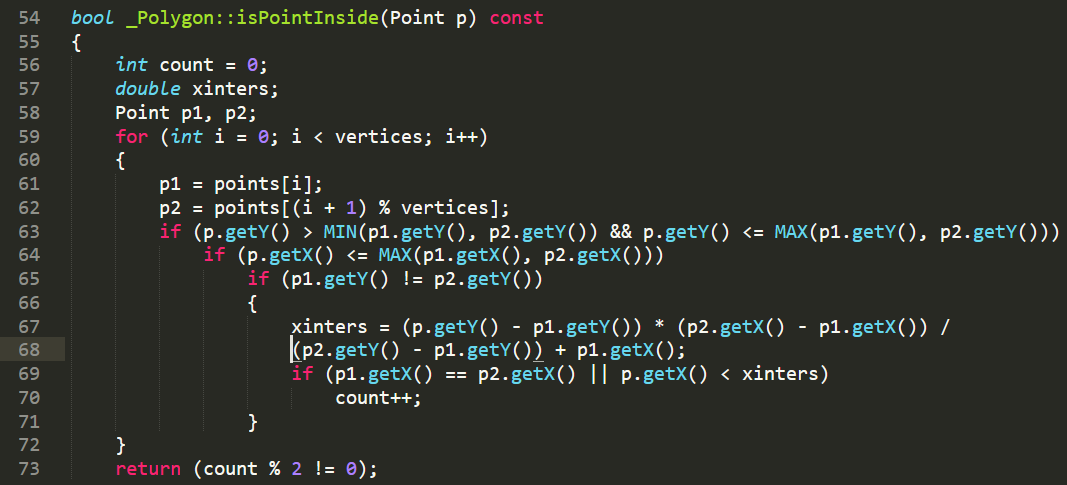 54 bool _Polygon::isPointInside(Point p) const
55 {
56     int count = 0;
57     double xinters;
58     Point p1, p2;
59     for (int i = 0; i < vertices; i++)
60     {
61         p1 = points[i];
62         p2 = points[(i + 1) % vertices];
63         if (p.getY() > MIN(p1.getY(), p2.getY()) && p.getY() <= MAX(p1.getY(), p2.getY()))
64             if (p.getX() <= MAX(p1.getX(), p2.getX()))
65                 if (p1.getY() != p2.getY())
66                 {
67                     xinters = (p.getY() - p1.getY()) * (p2.getX() - p1.getX()) /
68                     (p2.getY() - p1.getY()) + p1.getX();
69                     if (p1.getX() == p2.getX() || p.getX() < xinters)
70                         count++;
71                 }
72     }
73     return (count % 2 != 0);